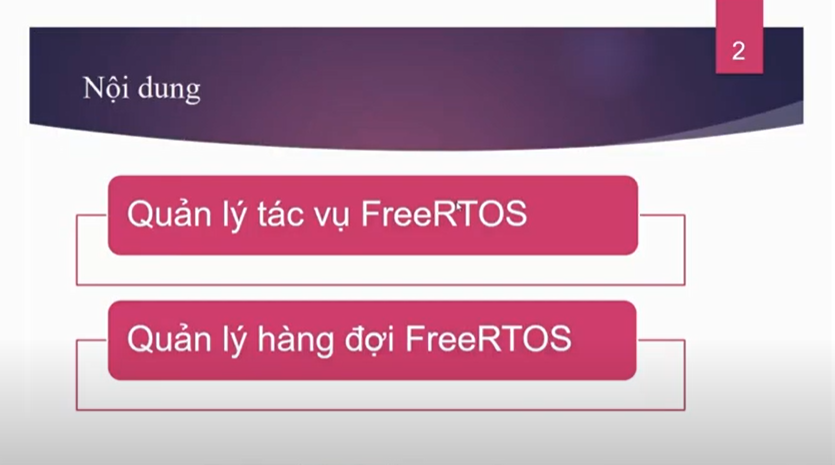 2
Nội dung
Quản lý tác vụ FreeRTOS
Quản lý hàng đợi FreeRTOS